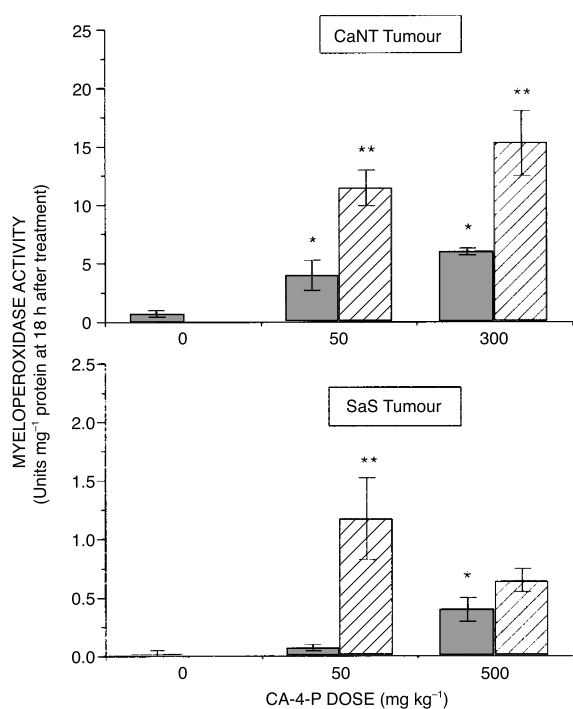 MYELOPEROXIDASE ACTIVITY
(Units mg⁻¹ protein at 18 h after treatment)
CaNT Tumour
25
20
15
10
5
0
*
**
*
**
0 50 300
SaS Tumour
2.5
2.0
1.5
1.0
0.5
0.0
**
*
0 50 500
CA-4-P DOSE (mg kg⁻¹)